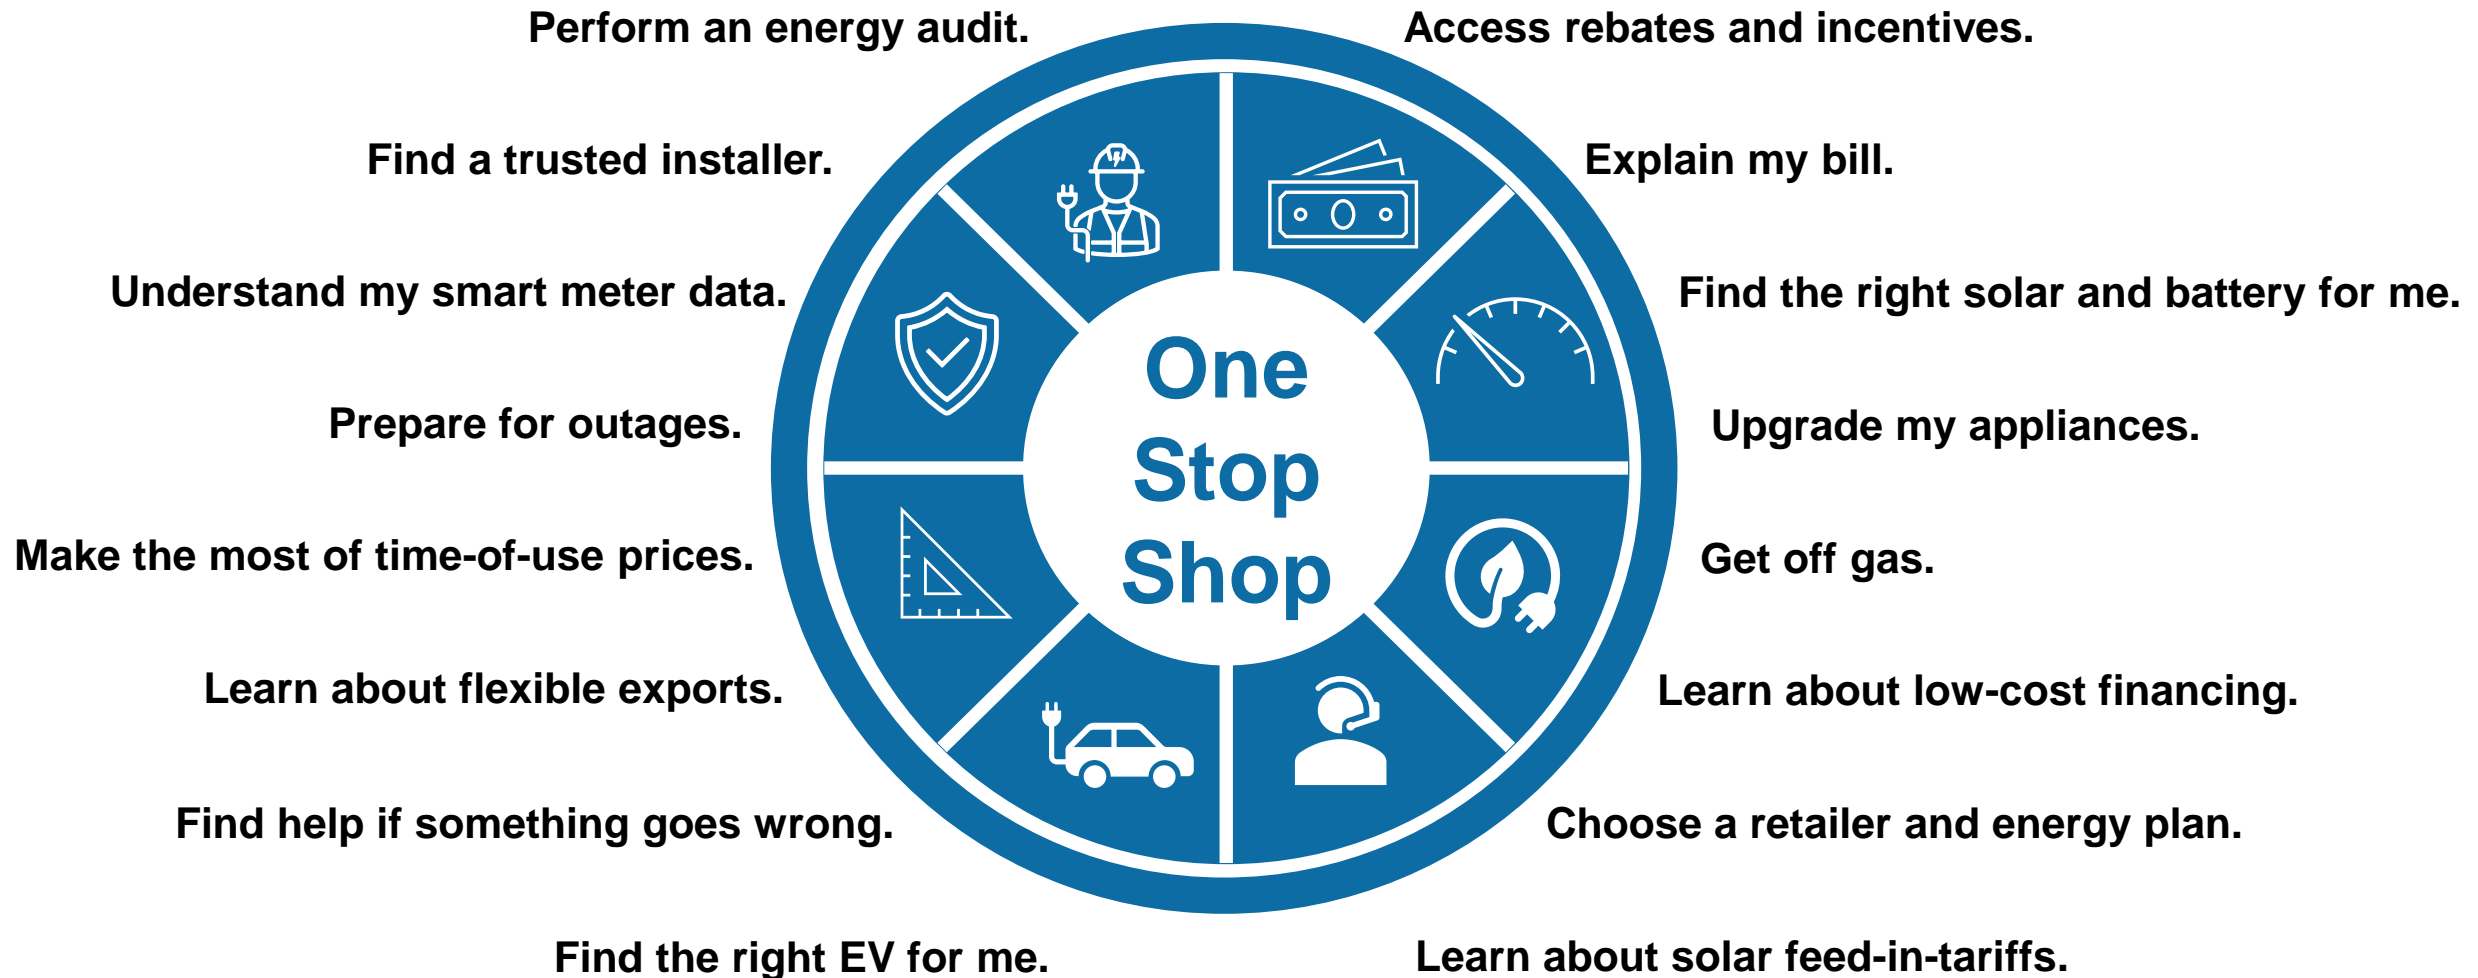 Perform an energy audit.
Access rebates and incentives.
Find a trusted installer.
Explain my bill.
Understand my smart meter data.
Find the right solar and battery for me.
Prepare for outages.
Upgrade my appliances.
Make the most of time-of-use prices.
Get off gas.
Learn about flexible exports.
Learn about low-cost financing.
Find help if something goes wrong.
Choose a retailer and energy plan.
Find the right EV for me.
Learn about solar feed-in-tariffs.
One
Stop
Shop